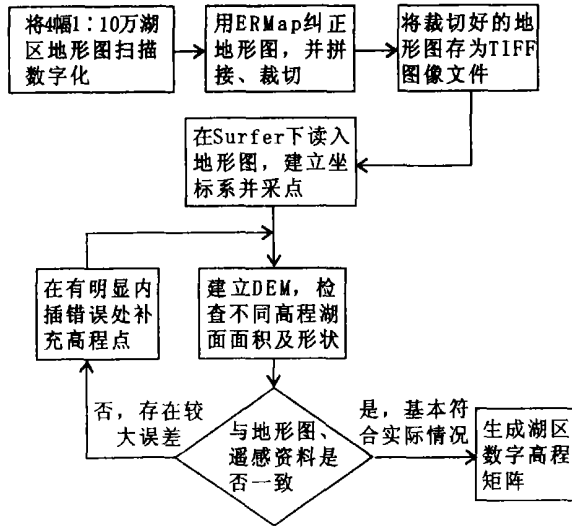 将4幅1:10万湖
区地形图扫描
数字化
用ERMap纠正
地形图，并拼
接、裁切
将裁切好的地
形图存为TIFF
图像文件
在Surfer下读入
地形图，建立坐
标系并采点
在有明显内
插错误处补
充高程点
建立DEM，检
查不同高程湖
面面积及形状
否，存在较
大误差
与地形图、
遥感资料是
否一致
是，基本符
合实际情况
生成湖区
数字高程
矩阵